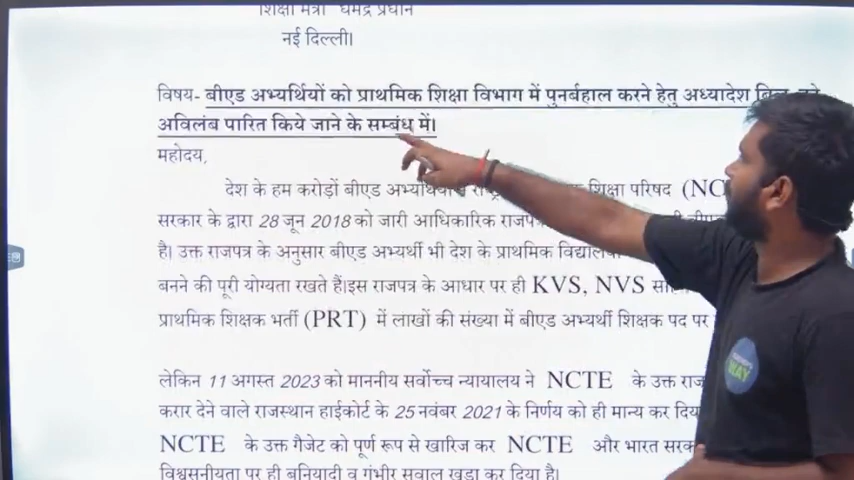 शिक्षा मंत्री धर्मेंद्र प्रधान
नई दिल्ली।
विषय- बीएड अभ्यर्थियों को प्राथमिक शिक्षा विभाग में पुनर्बहाल करने हेतु अध्यादेश
अविलंब पारित किये जाने के सम्बंध में।
महोदय,
देश के हम करोड़ों बीएड अभ्यर्थी शिक्षा परिषद (NC
सरकार के द्वारा 28 जून 2018 को जारी आधिकारिक
है। उक्त राजपत्र के अनुसार बीएड अभ्यर्थी भी देश के प्राथमिक
बनने की पूरी योग्यता रखते हैं।इस राजपत्र के आधार पर ही KVS, NVS
प्राथमिक शिक्षक भर्ती (PRT) में लाखों की संख्या में बीएड अभ्यर्थी शिक्षक पद पर
लेकिन 11 अगस्त 2023 को माननीय सर्वोच्च न्यायालय ने NCTE के उक्त
करार देने वाले राजस्थान हाईकोर्ट के 25 नवंबर 2021 के निर्णय को ही मान्य कर
NCTE के उक्त गैजेट को पूर्ण रूप से खारिज कर NCTE और भारत
विश्वसनीयता पर ही बुनियादी व गंभीर सवाल खड़ा कर दिया है।
WAY